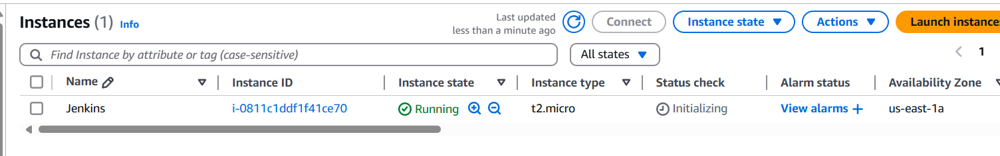 Instances (1) Info
Last updated
less than a minute ago
Connect
Instance state
Actions
Launch instances
Find Instance by attribute or tag (case-sensitive)
All states
1
Name Instance ID Instance state Instance type Status check Alarm status Availability Zone
Jenkins i-0811c1ddf1f41ce70 Running t2.micro Initializing View alarms + us-east-1a